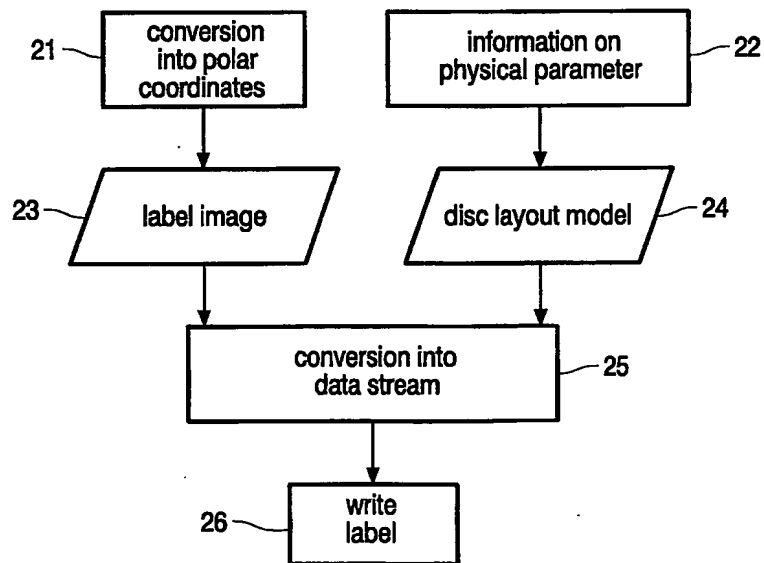 21
conversion
into polar
coordinates
information on
physical parameter
22
23
label image
disc layout model
24
conversion into
data stream
25
26
write
label